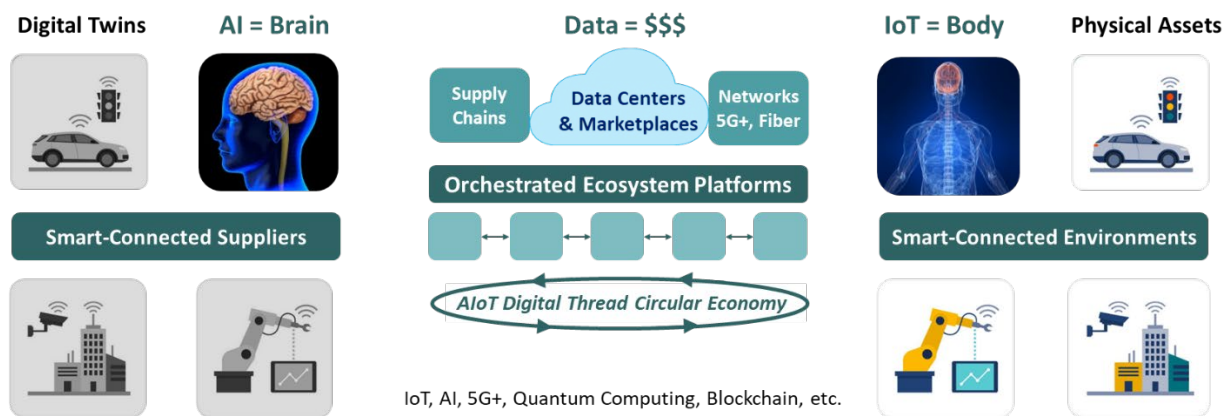 Digital Twins
AI = Brain
Data = $$$
IoT = Body
Physical Assets
Supply
Chains
Data Centers
& Marketplaces
Networks
5G+, Fiber
Orchestrated Ecosystem Platforms
Smart-Connected Suppliers
Smart-Connected Environments
AIoT Digital Thread Circular Economy
IoT, AI, 5G+, Quantum Computing, Blockchain, etc.